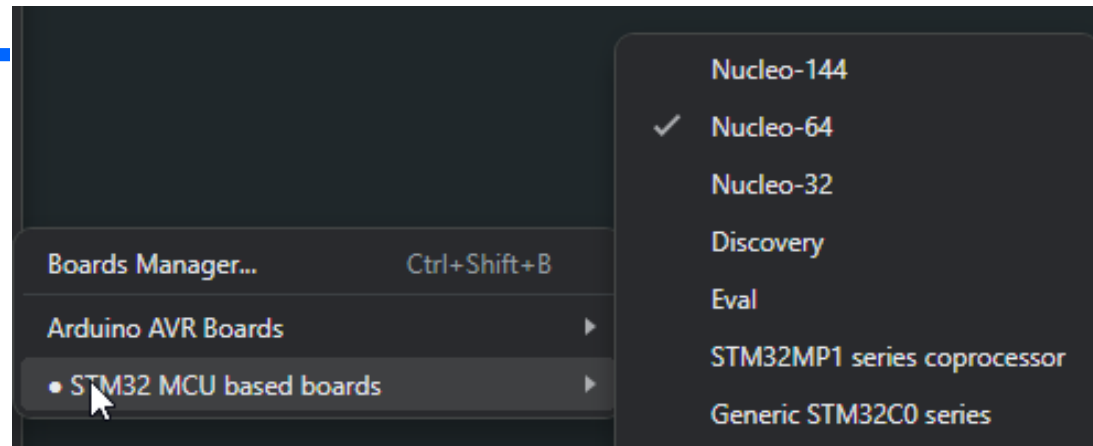 Boards Manager... Ctrl+Shift+B
Arduino AVR Boards
● STM32 MCU based boards
Nucleo-144
Nucleo-64
Nucleo-32
Discovery
Eval
STM32MP1 series coprocessor
Generic STM32C0 series